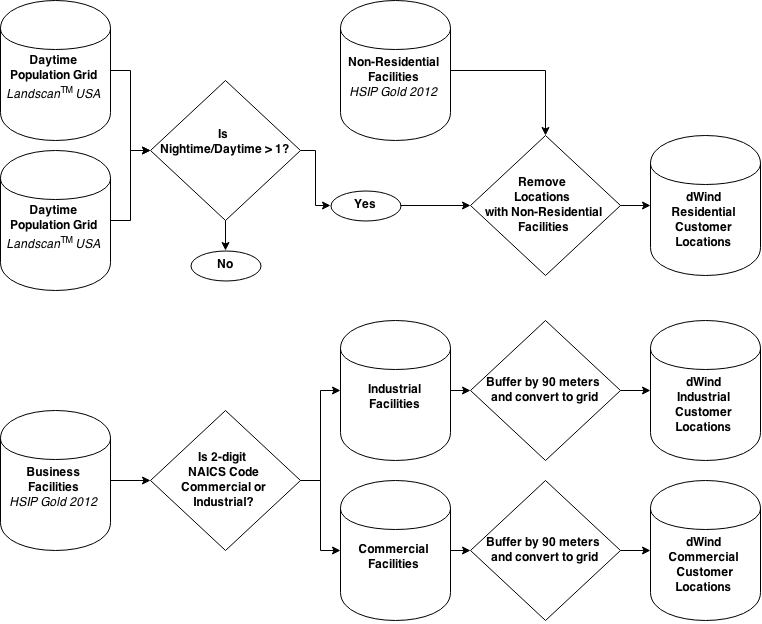 Daytime
Population Grid
Landscan™ USA
Daytime
Population Grid
Landscan™ USA
Is
Nightime/Daytime > 1?
No
Yes
Non-Residential
Facilities
HSIP Gold 2012
Remove
Locations
with Non-Residential
Facilities
dWind
Residential
Customer
Locations
Business
Facilities
HSIP Gold 2012
Is 2-digit
NAICS Code
Commercial or
Industrial?
Industrial
Facilities
Buffer by 90 meters
and convert to grid
dWind
Industrial
Customer
Locations
Commercial
Facilities
Buffer by 90 meters
and convert to grid
dWind
Commercial
Customer
Locations